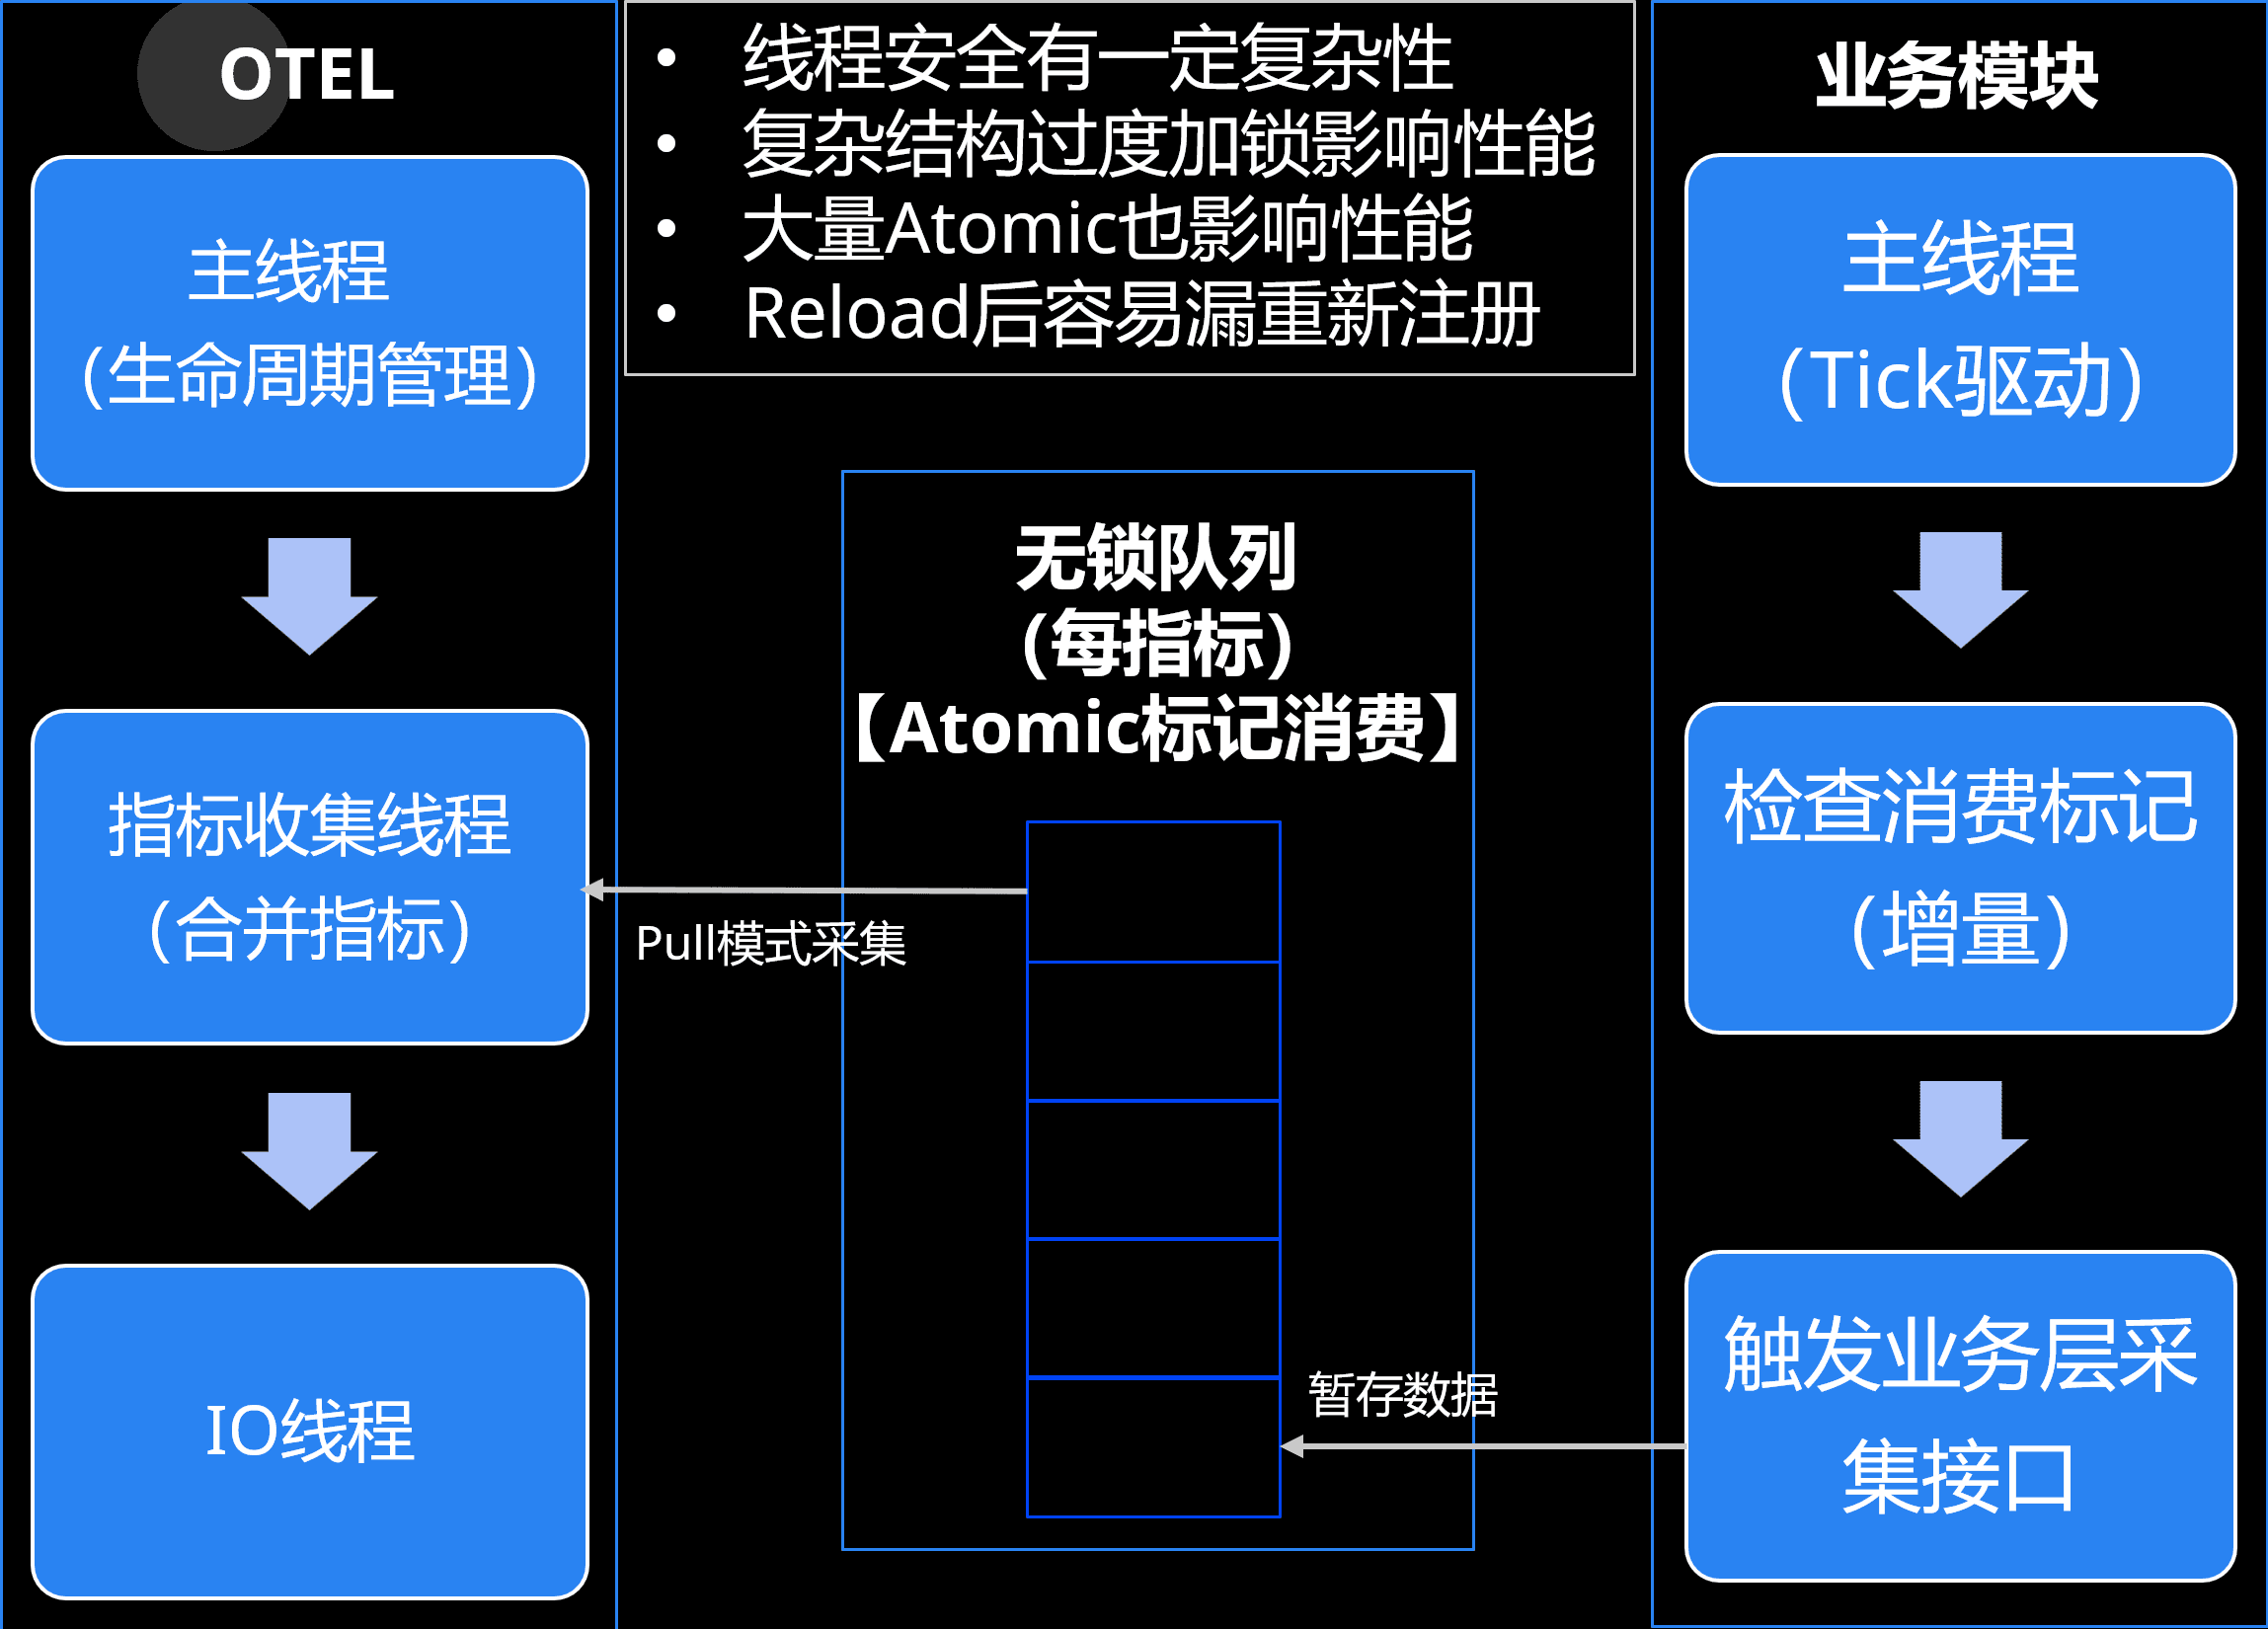 OTEL
主线程
(生命周期管理)
指标收集线程
(合并指标)
IO线程
• 线程安全有一定复杂性
• 复杂结构过度加锁影响性能
• 大量Atomic也影响性能
• Reload后容易漏重新注册
无锁队列
(每指标)
【Atomic标记消费】
Pull模式采集
暂存数据
业务模块
主线程
(Tick驱动)
检查消费标记
(增量)
触发业务层采
集接口